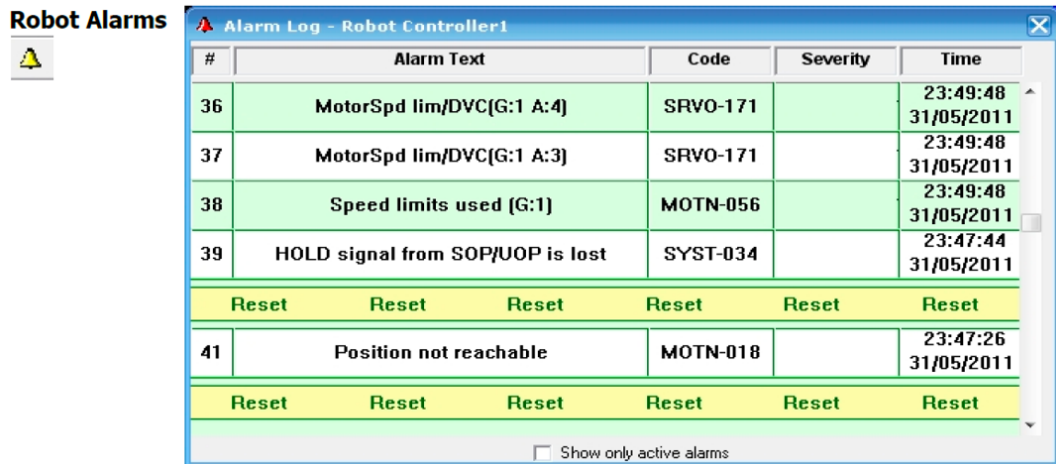 Robot Alarms
Alarm Log - Robot Controller1
# Alarm Text Code Severity Time
36 MotorSpd lim/DVC(G:1 A:4) SRVO-171 23:49:48 31/05/2011
37 MotorSpd lim/DVC(G:1 A:3) SRVO-171 23:49:48 31/05/2011
38 Speed limits used (G:1) MOTN-056 23:49:48 31/05/2011
39 HOLD signal from SOP/UOP is lost SYST-034 23:47:44 31/05/2011
Reset Reset Reset Reset Reset Reset
41 Position not reachable MOTN-018 23:47:26 31/05/2011
Reset Reset Reset Reset Reset Reset
Show only active alarms